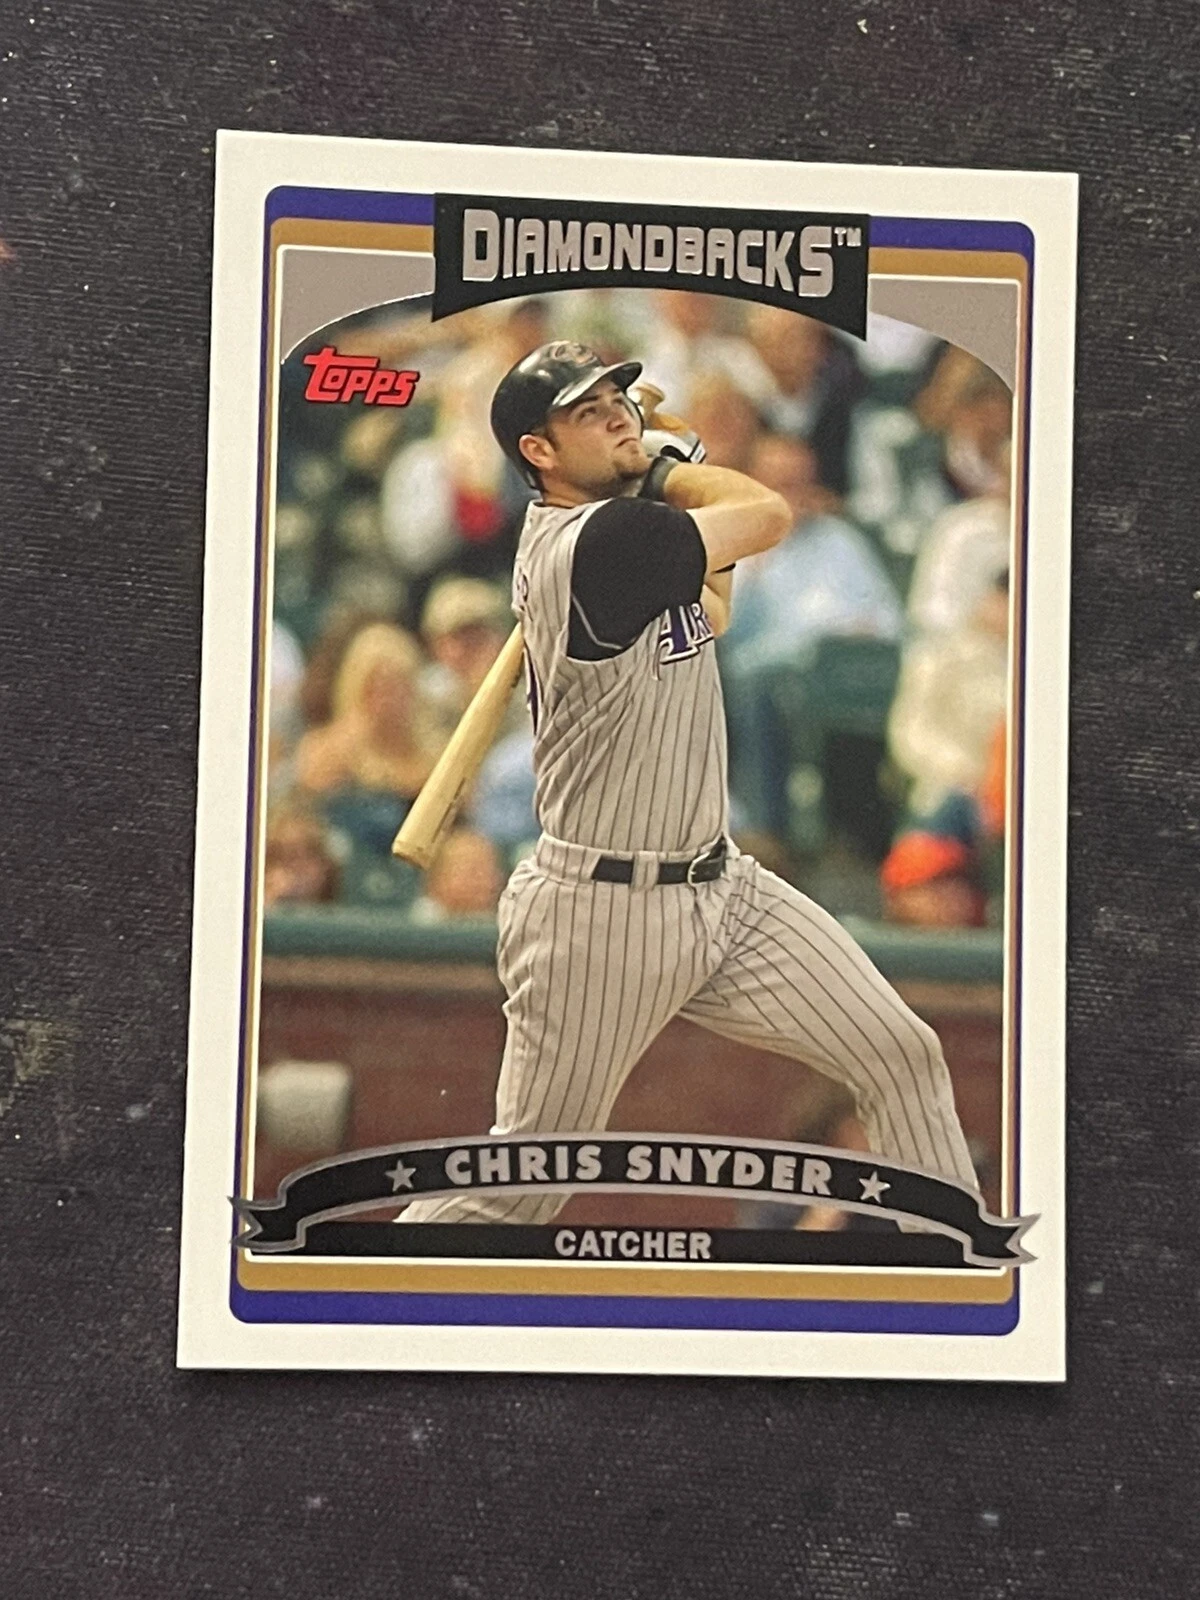 DIAMONDBACKS™
Topps
CHRIS SNYDER
CATCHER